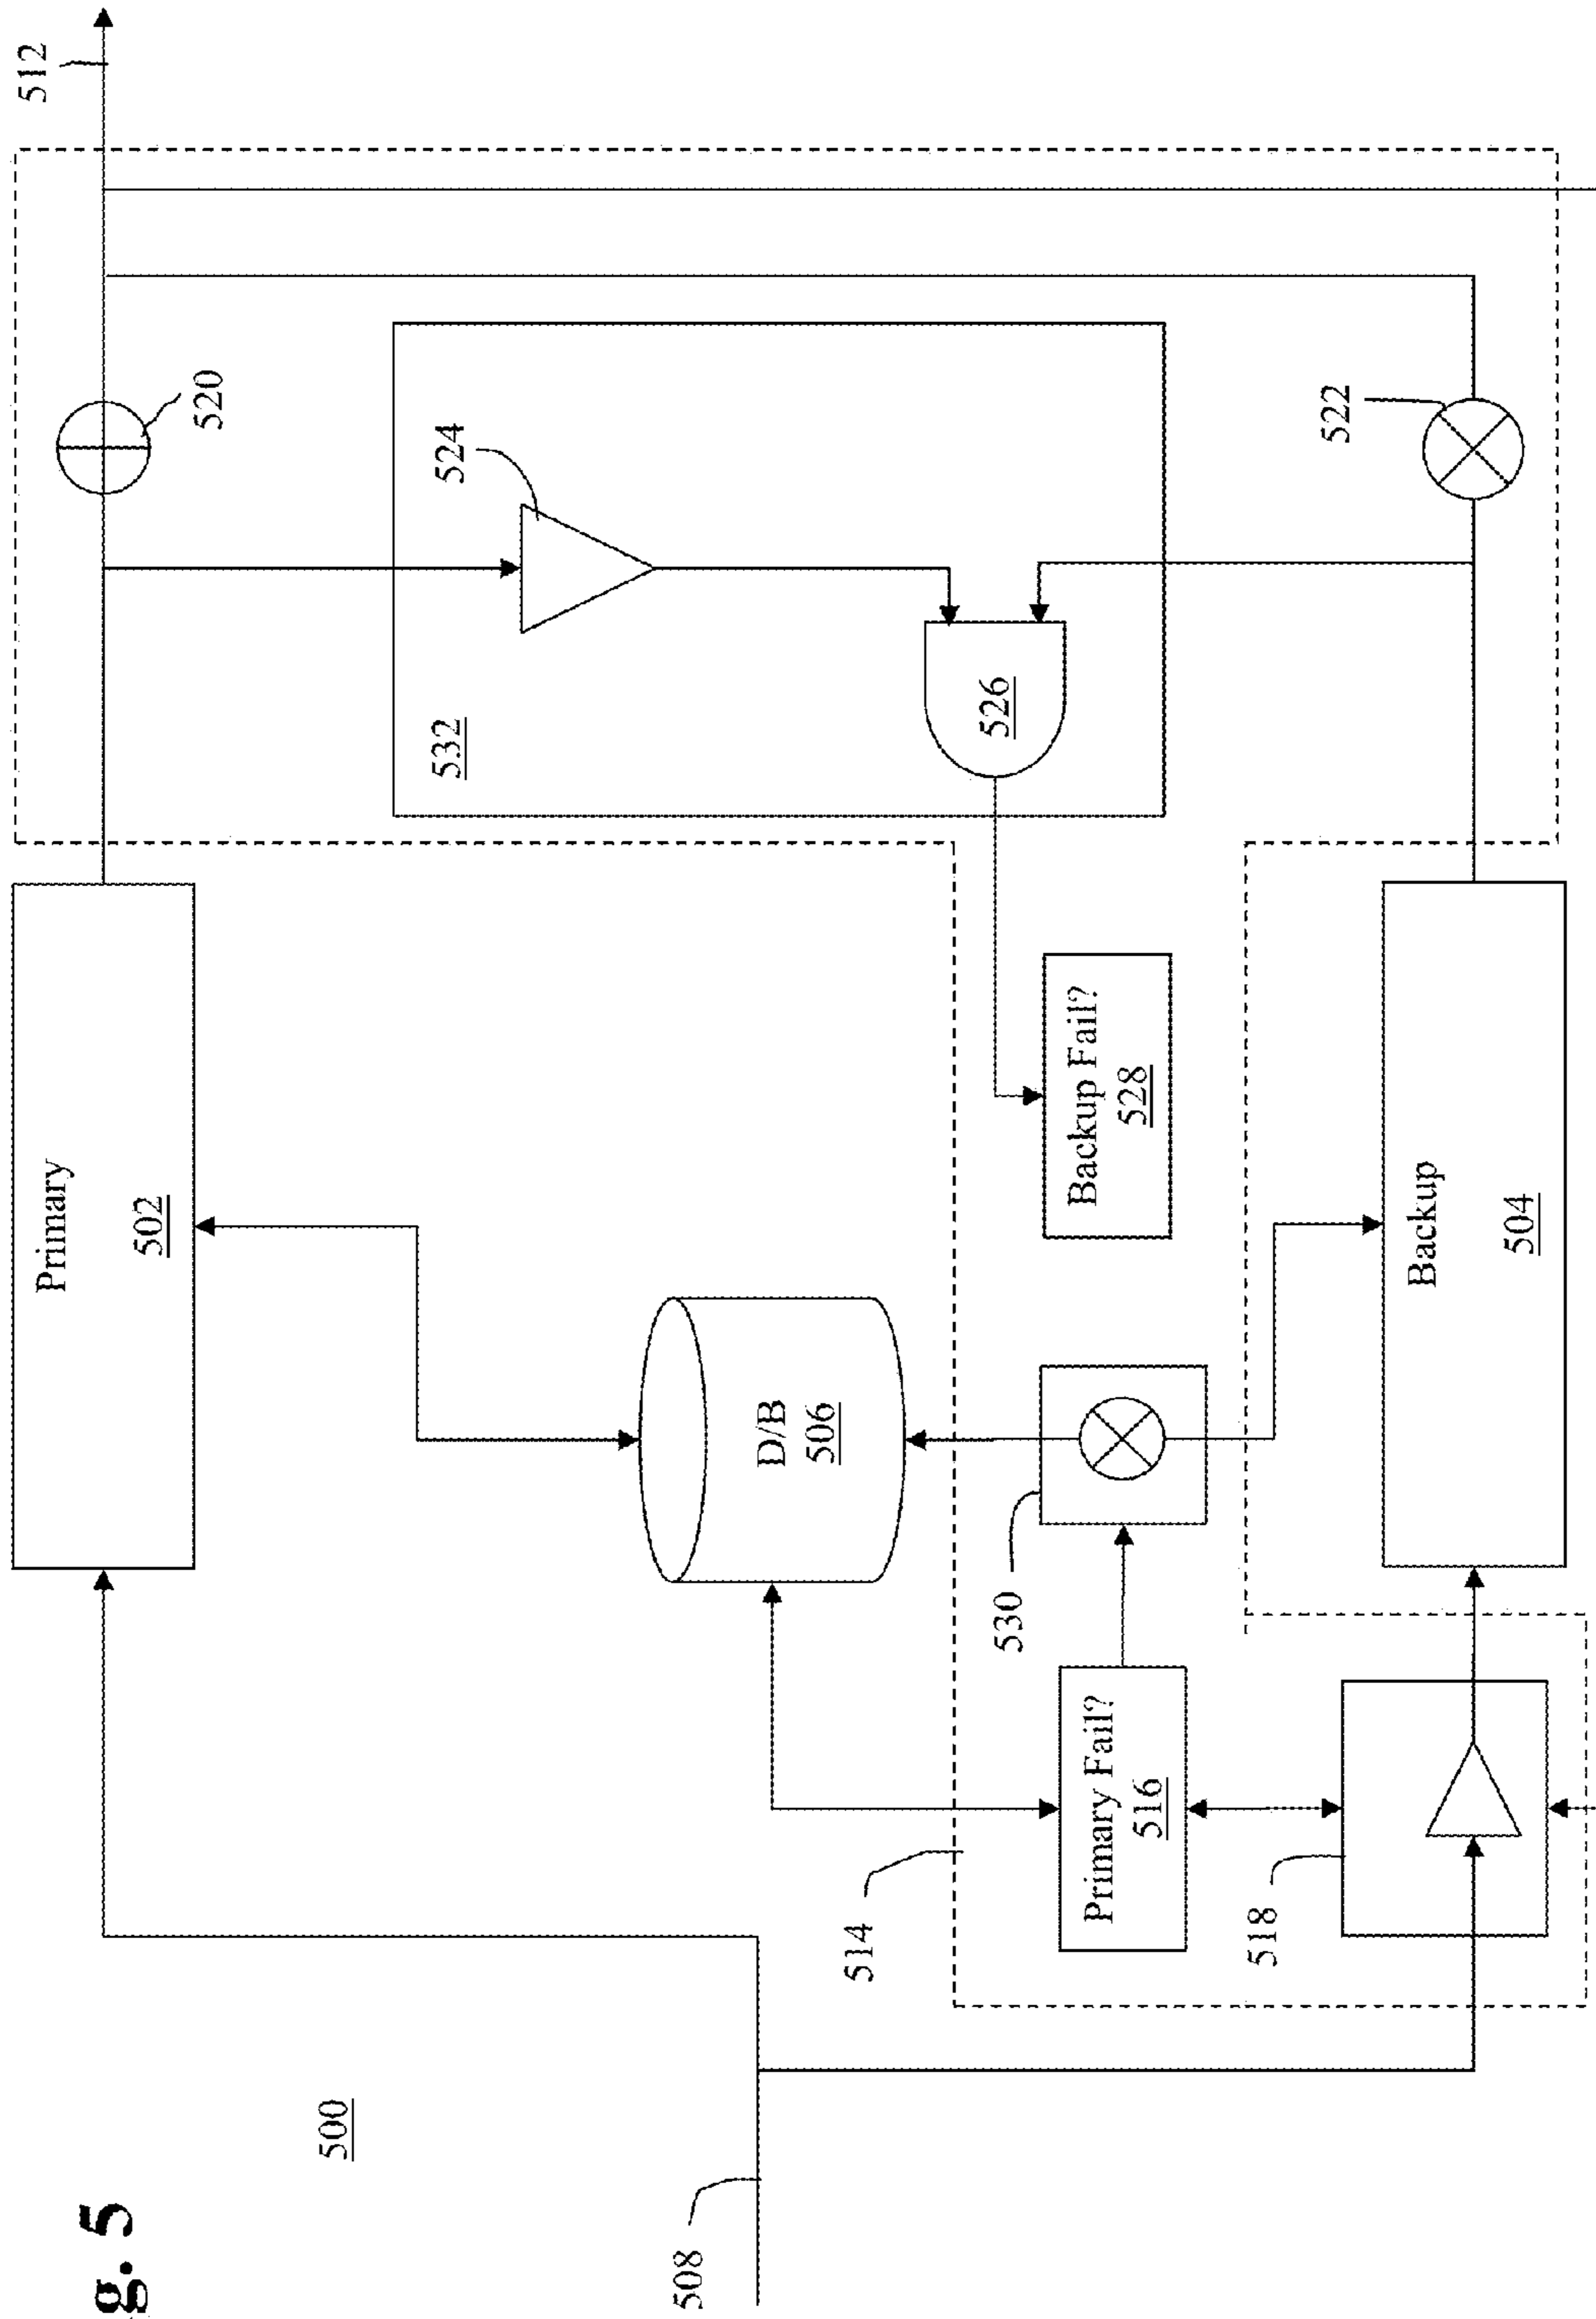 g. 5
500
Primary
502
512
520
532
524
508
D/B
506
514
526
530
Backup Fail?
528
Primary Fail?
516
518
522
Backup
504